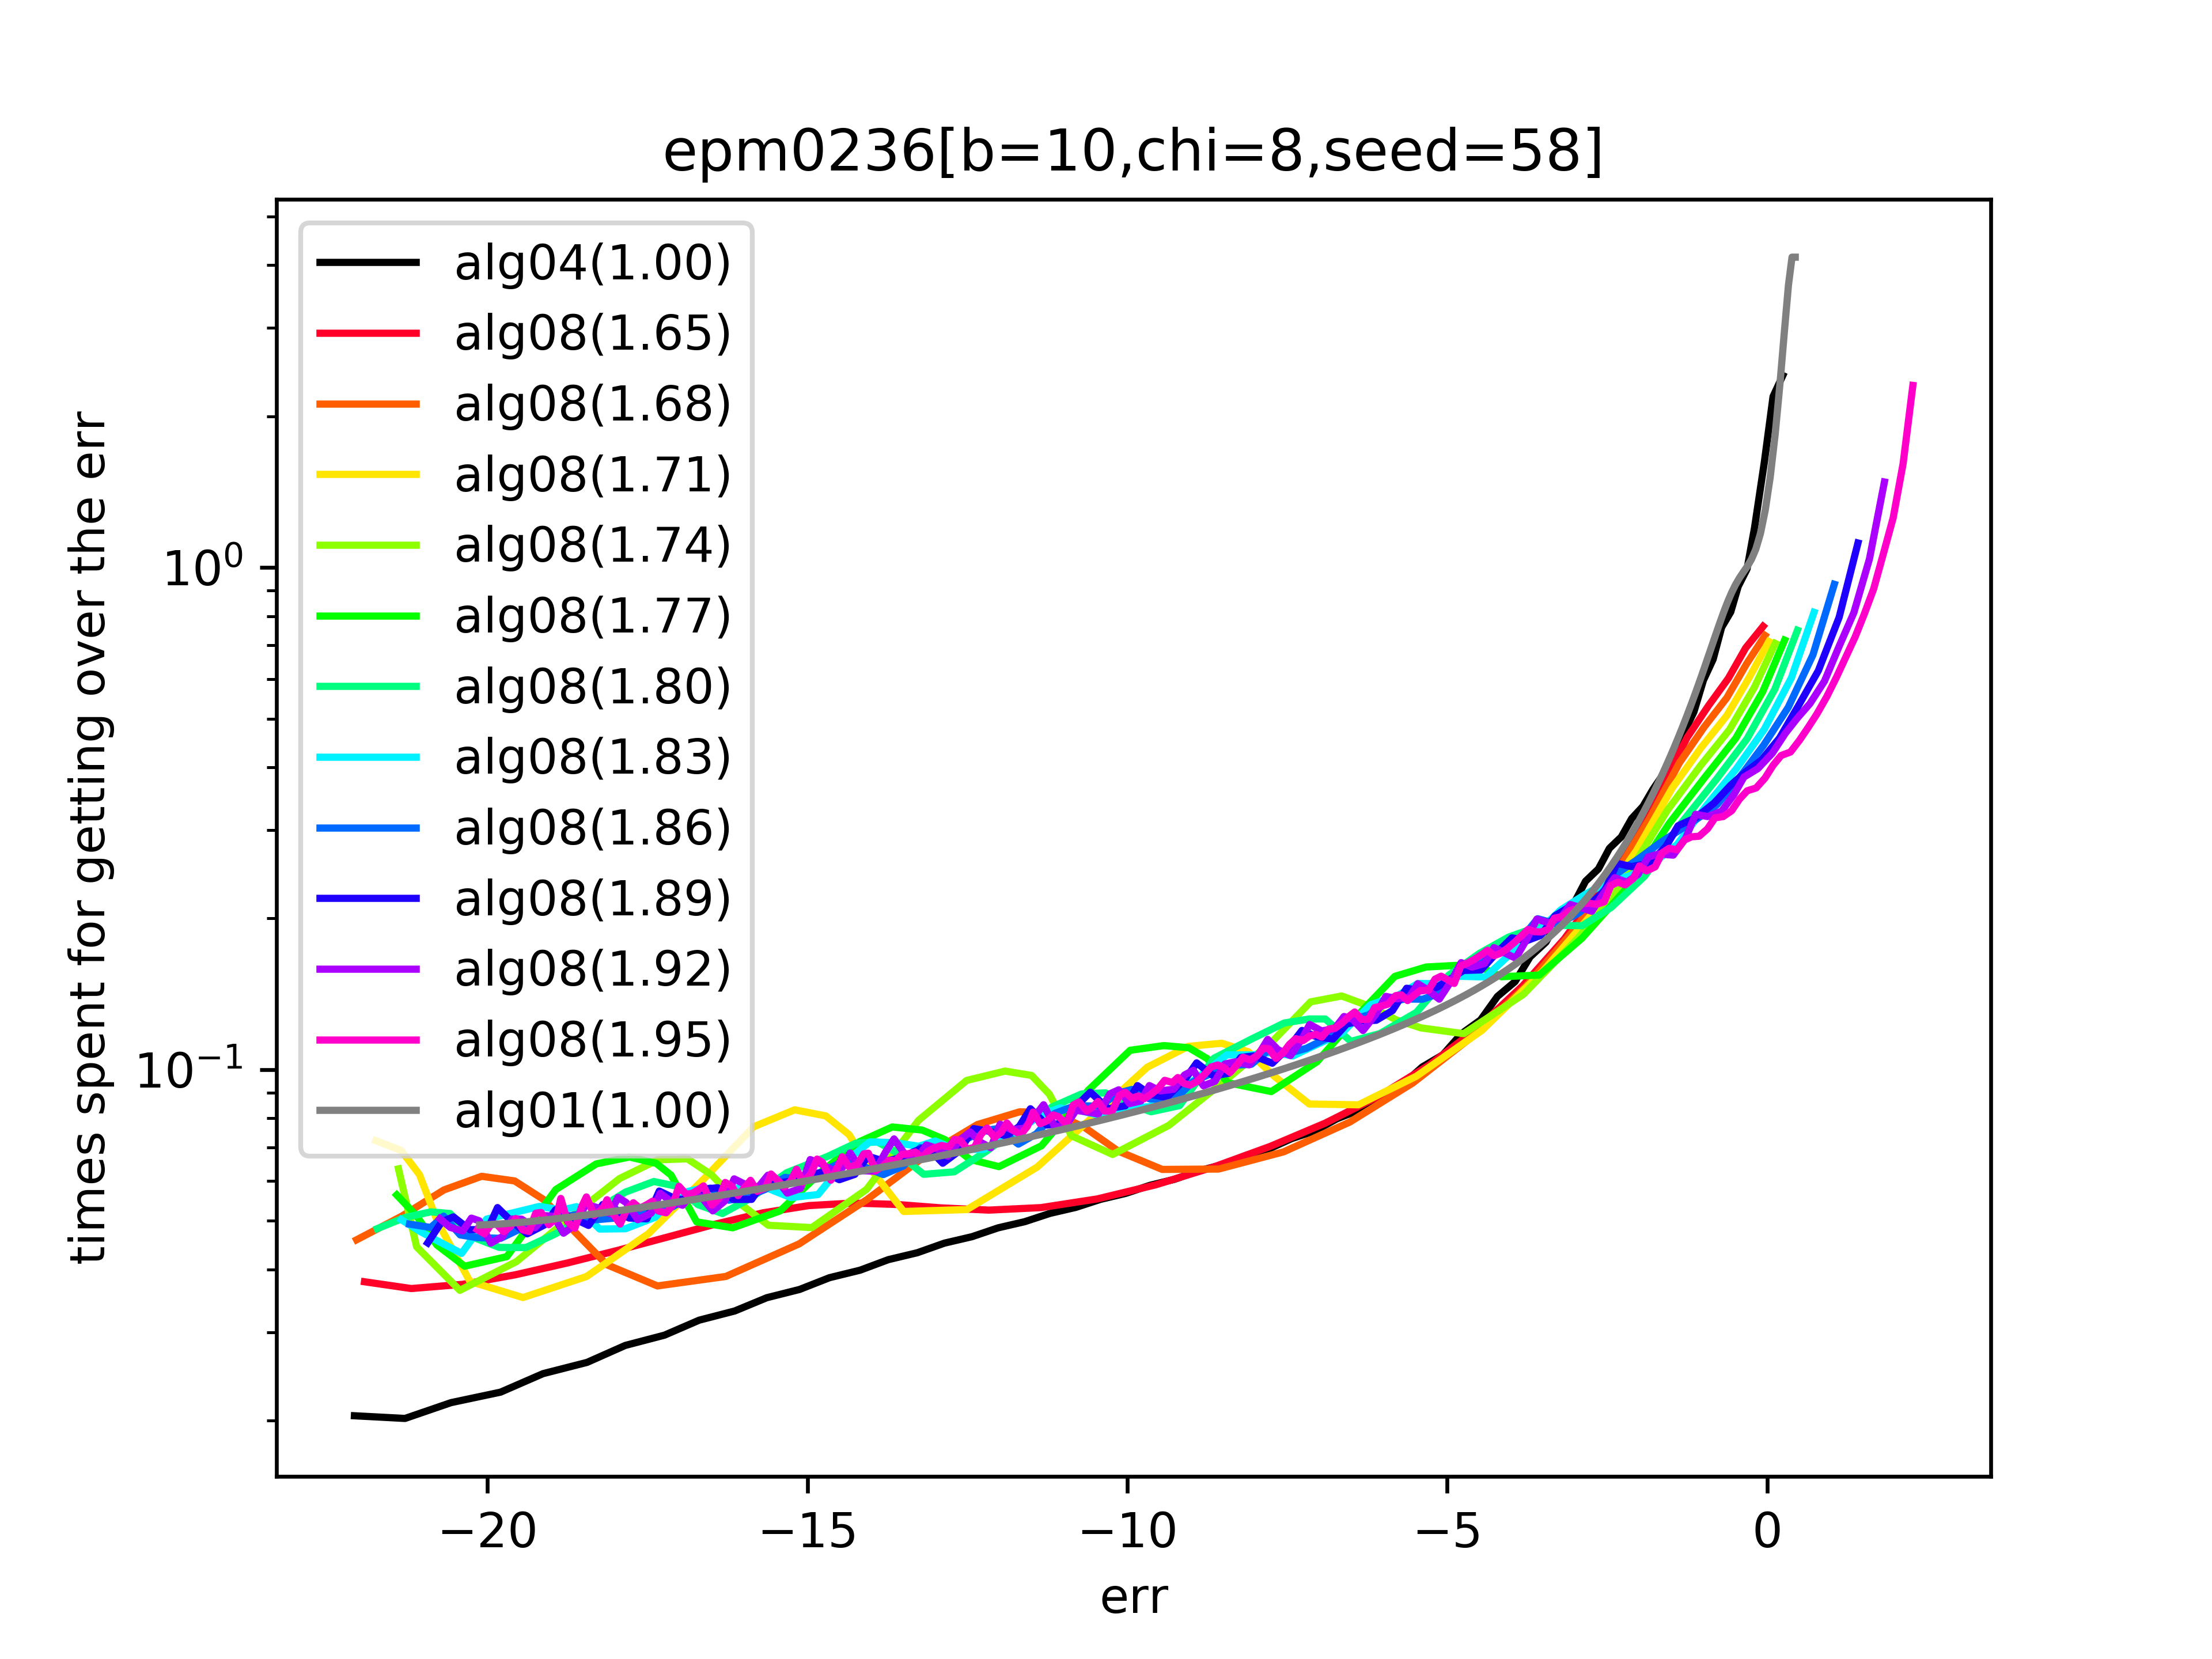 epm0236[b=10,chi=8,seed=58]
times spent for getting over the err
10⁰
10⁻¹
alg04(1.00)
alg08(1.65)
alg08(1.68)
alg08(1.71)
alg08(1.74)
alg08(1.77)
alg08(1.80)
alg08(1.83)
alg08(1.86)
alg08(1.89)
alg08(1.92)
alg08(1.95)
alg01(1.00)
−20 −15 −10 −5 0
err